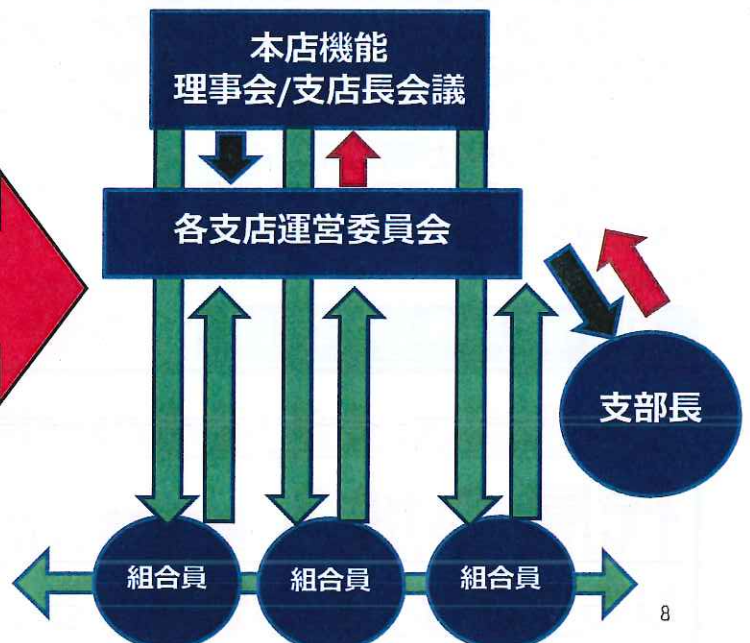 本店機能
理事会/支店長会議
各支店運営委員会
支部長
組合員
組合員
組合員
8